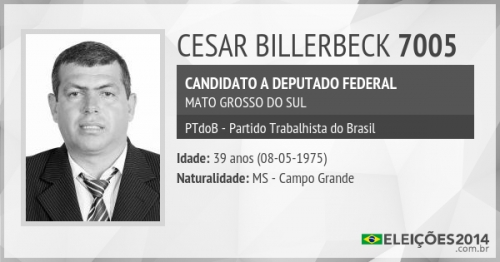 CESAR BILLERBECK 7005
CANDIDATO A DEPUTADO FEDERAL
MATO GROSSO DO SUL
PTdoB - Partido Trabalhista do Brasil
Idade: 39 anos (08-05-1975)
Naturalidade: MS - Campo Grande
ELEIÇÕES2014
.com.br